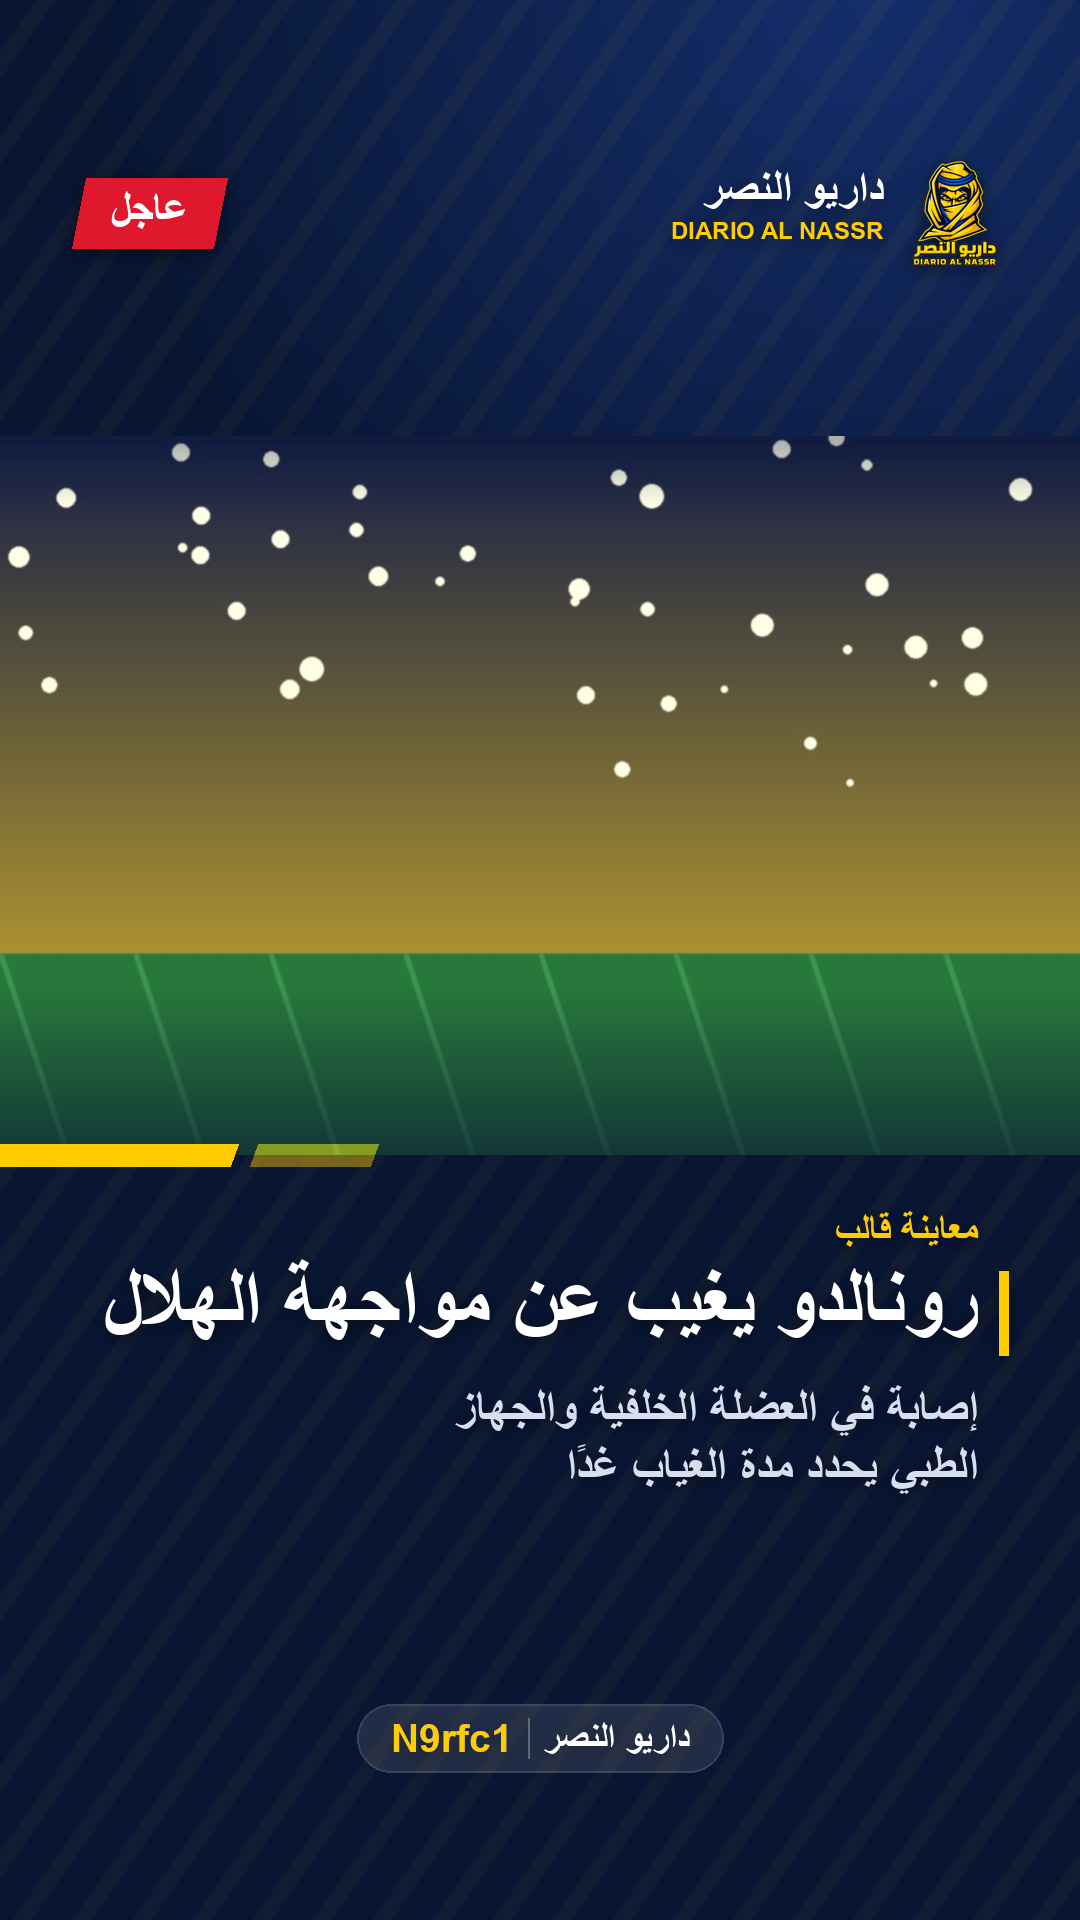 داريو النصر
DIARIO AL NASSR
داريو النصر
DIARIO AL NASSR
عاجل
معاينة قالب
رونالدو يغيب عن مواجهة الهلال
إصابة في العضلة الخلفية والجهاز
الطبي يحدد مدة الغياب غدًا
داريو النصر | N9rfc1